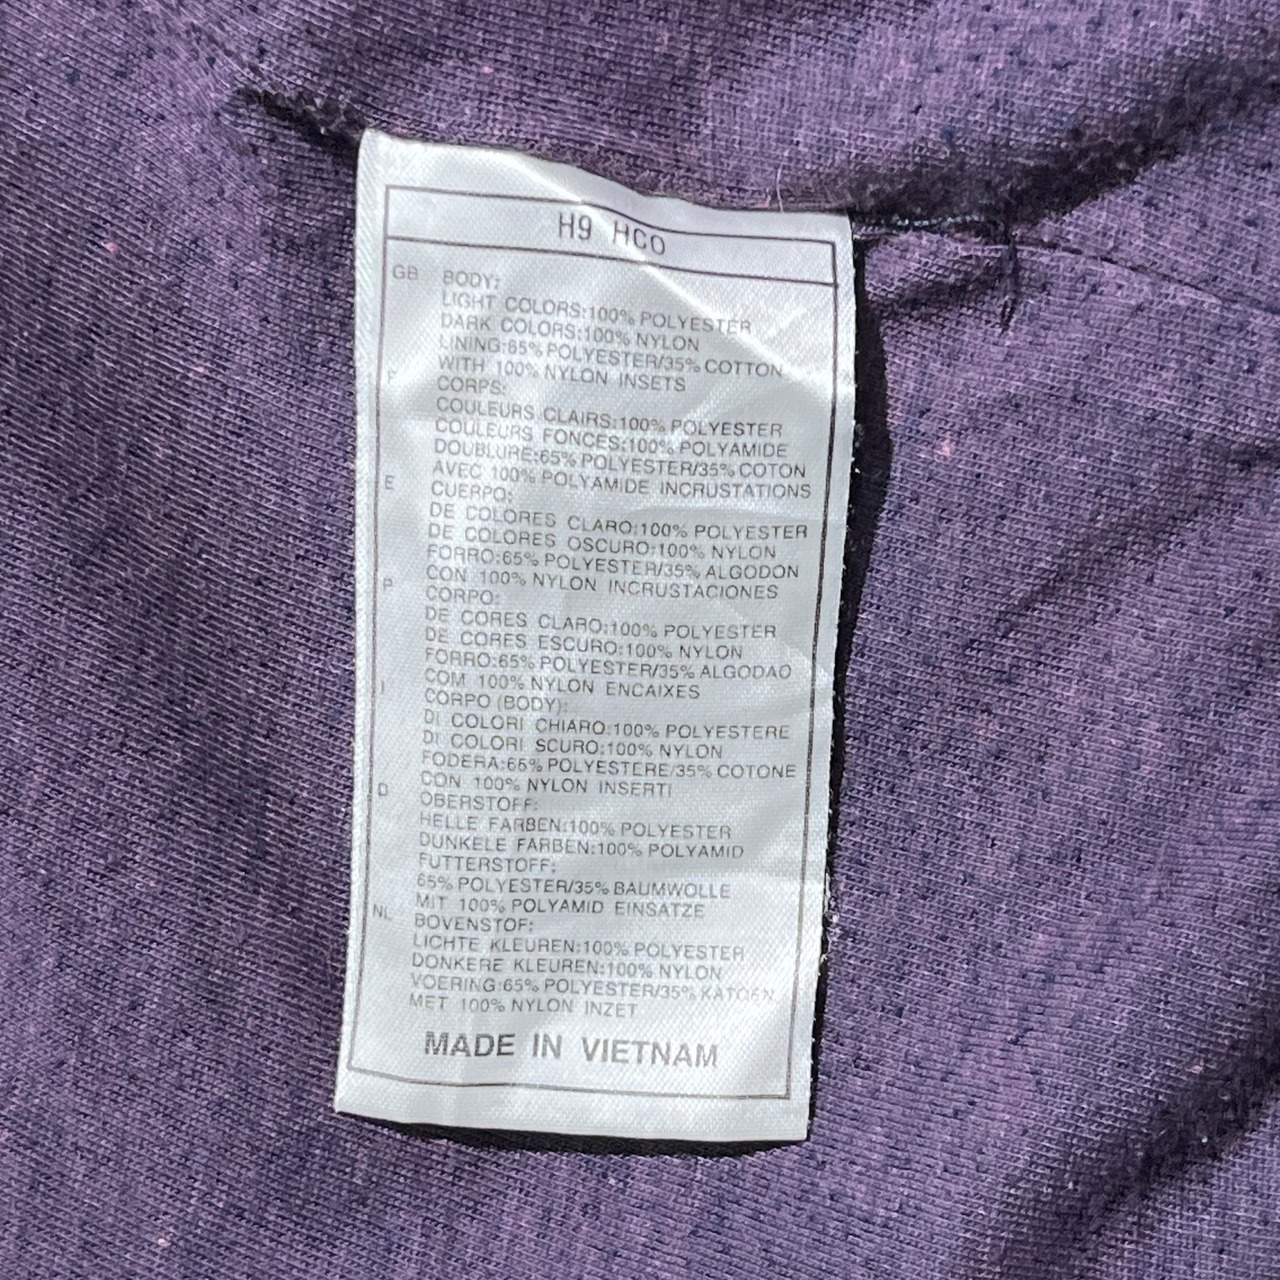 H9 HCO
GB BODY:
LIGHT COLORS:100% POLYESTER
DARK COLORS:100% NYLON
LINING:65% POLYESTER/35% COTTON
WITH 100% NYLON INSETS
F CORPS:
COULEURS CLAIRS:100% POLYESTER
COULEURS FONCES:100% POLYAMIDE
DOUBLURE:65% POLYESTER/35% COTON
AVEC 100% POLYAMIDE INCRUSTATIONS
E CUERPO:
DE COLORES CLARO:100% POLYESTER
DE COLORES OSCURO:100% NYLON
FORRO:65% POLYESTER/35% ALGODON
CON 100% NYLON INCRUSTACIONES
P CORPO:
DE CORES CLARO:100% POLYESTER
DE CORES ESCURO:100% NYLON
FORRO:65% POLYESTER/35% ALGODAO
COM 100% NYLON ENCAIXES
I CORPO (BODY):
DI COLORI CHIARO:100% POLYESTERE
DI COLORI SCURO:100% NYLON
FODERA:65% POLYESTERE/35% COTONE
CON 100% NYLON INSERTI
D OBERSTOFF:
HELLE FARBEN:100% POLYESTER
DUNKELE FARBEN:100% POLYAMID
FUTTERSTOFF:
65% POLYESTER/35% BAUMWOLLE
MIT 100% POLYAMID EINSATZE
NL BOVENSTOF:
LICHTE KLEUREN:100% POLYESTER
DONKERE KLEUREN:100% NYLON
VOERING:65% POLYESTER/35% KATOEN
MET 100% NYLON INZET
MADE IN VIETNAM